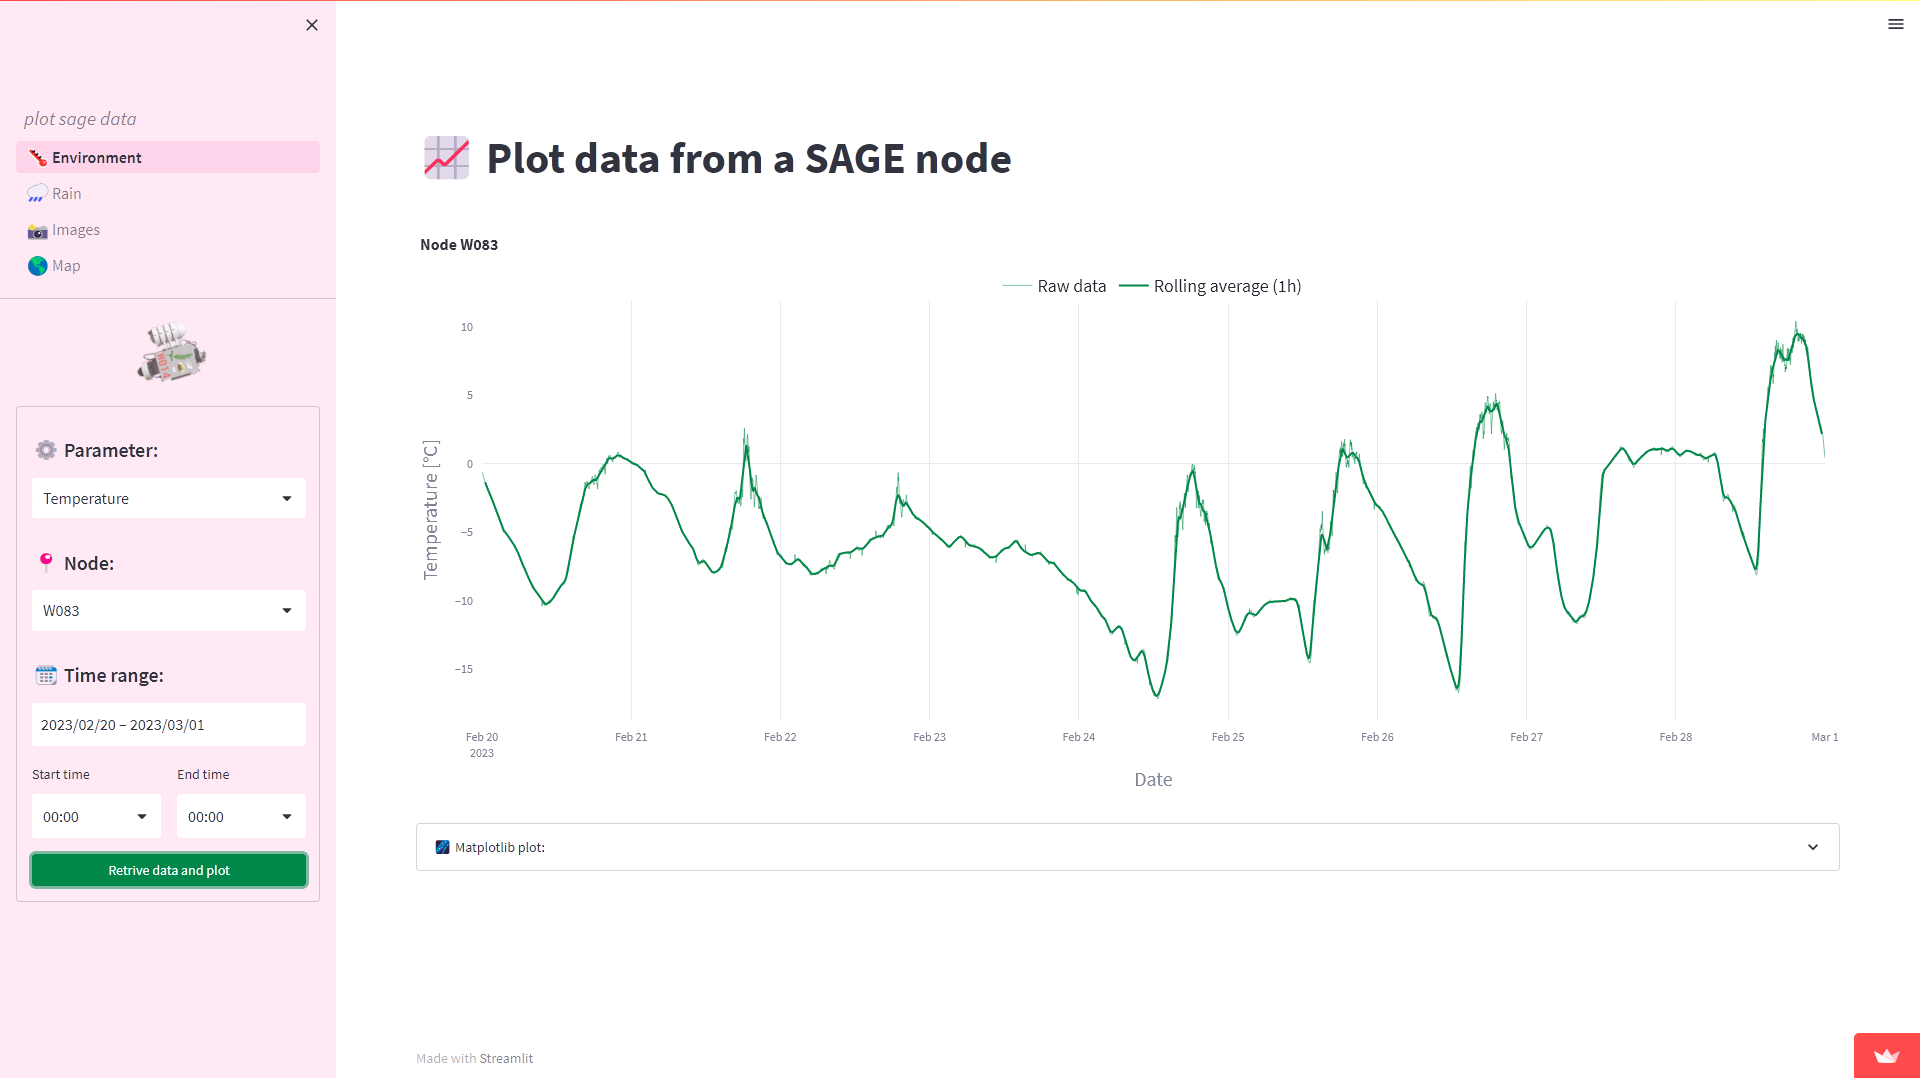 plot sage data
Environment
Rain
Images
Map
Parameter:
Temperature
Node:
W083
Time range:
2023/02/20 – 2023/03/01
Start time End time
00:00 00:00
Retrive data and plot
Plot data from a SAGE node
Node W083
Raw data Rolling average (1h)
10
5
0
−5
−10
−15
Temperature [°C]
Feb 20 Feb 21 Feb 22 Feb 23 Feb 24 Feb 25 Feb 26 Feb 27 Feb 28 Mar 1
2023
Date
Matplotlib plot:
Made with Streamlit